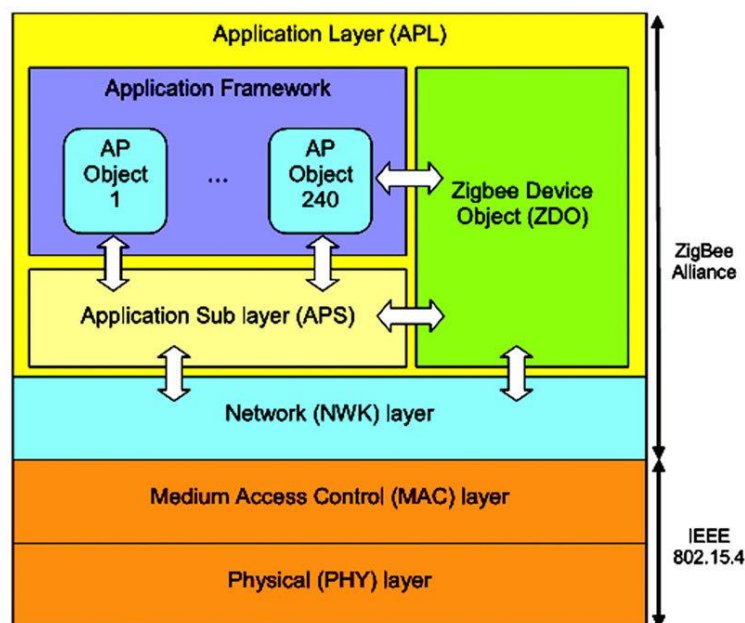 Application Layer (APL)
Application Framework
AP
Object
1
...
AP
Object
240
Zigbee Device
Object (ZDO)
ZigBee
Alliance
Application Sub layer (APS)
Network (NWK) layer
Medium Access Control (MAC) layer
IEEE
802.15.4
Physical (PHY) layer